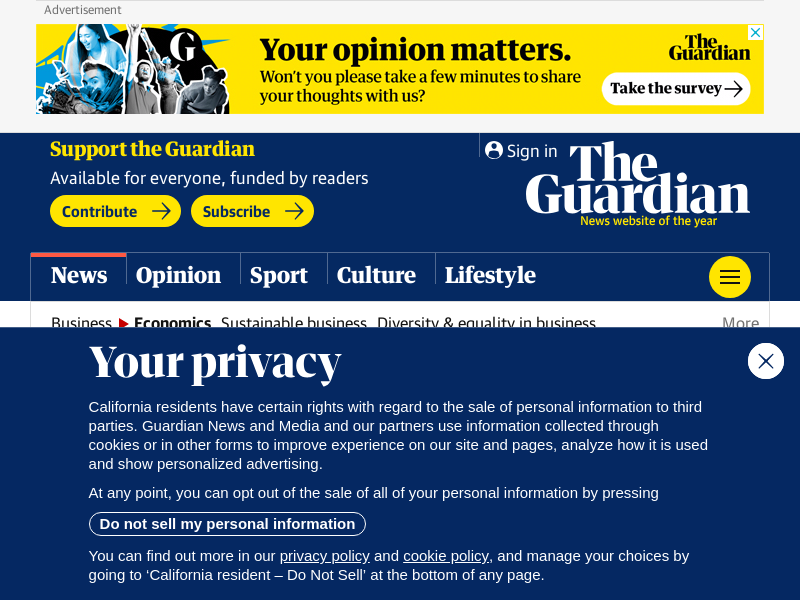 Advertisement
G
Your opinion matters.
Won't you please take a few minutes to share
your thoughts with us?
The
Guardian
Take the survey
Support the Guardian
Available for everyone, funded by readers
Contribute
Subscribe
Sign in
The
Guardian
News website of the year
News
Opinion
Sport
Culture
Lifestyle
Business
Economics
Sustainable business
Diversity & equality in business
More
Your privacy
California residents have certain rights with regard to the sale of personal information to third
parties. Guardian News and Media and our partners use information collected through
cookies or in other forms to improve experience on our site and pages, analyze how it is used
and show personalized advertising.
At any point, you can opt out of the sale of all of your personal information by pressing
Do not sell my personal information
You can find out more in our privacy policy and cookie policy, and manage your choices by
going to ‘California resident – Do Not Sell’ at the bottom of any page.